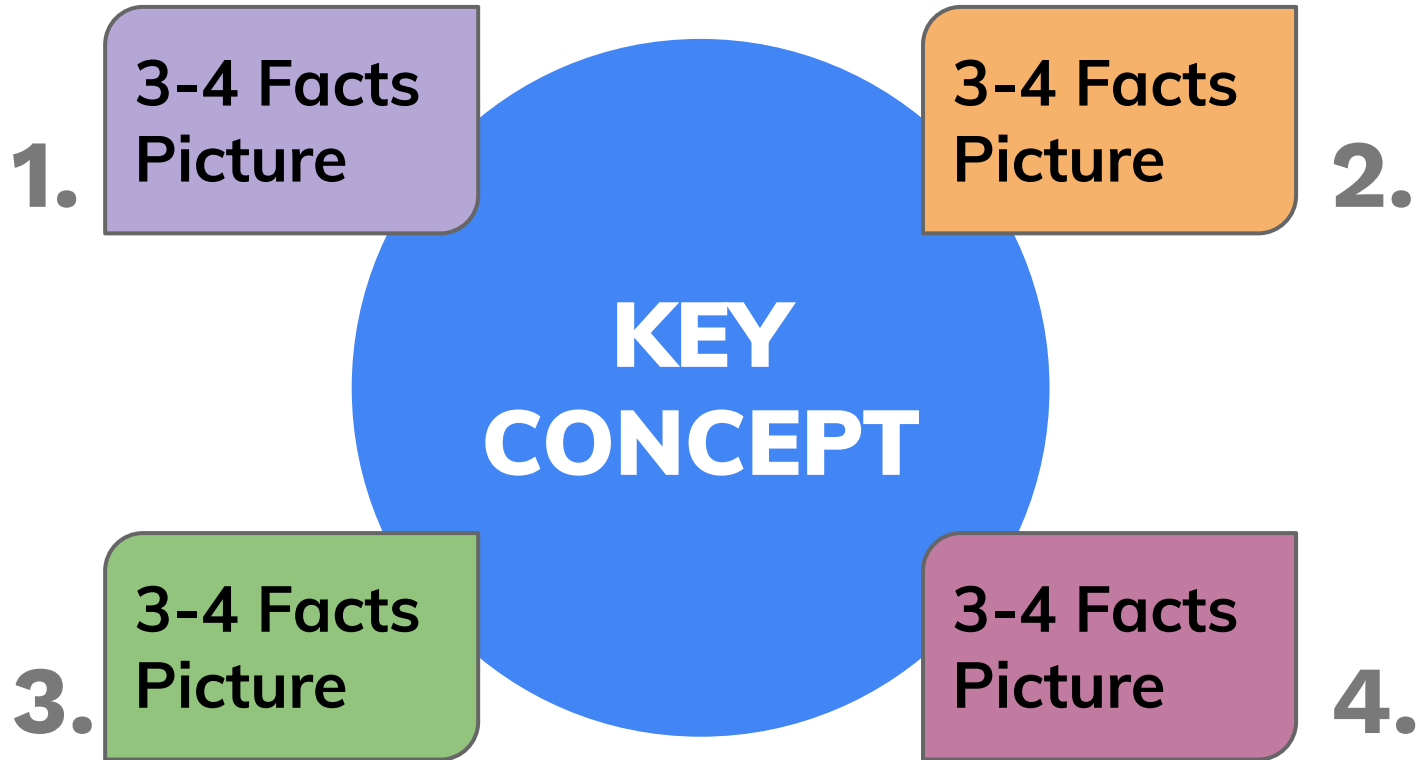 1.
3-4 Facts
Picture
2.
3-4 Facts
Picture
KEY
CONCEPT
3.
3-4 Facts
Picture
4.
3-4 Facts
Picture